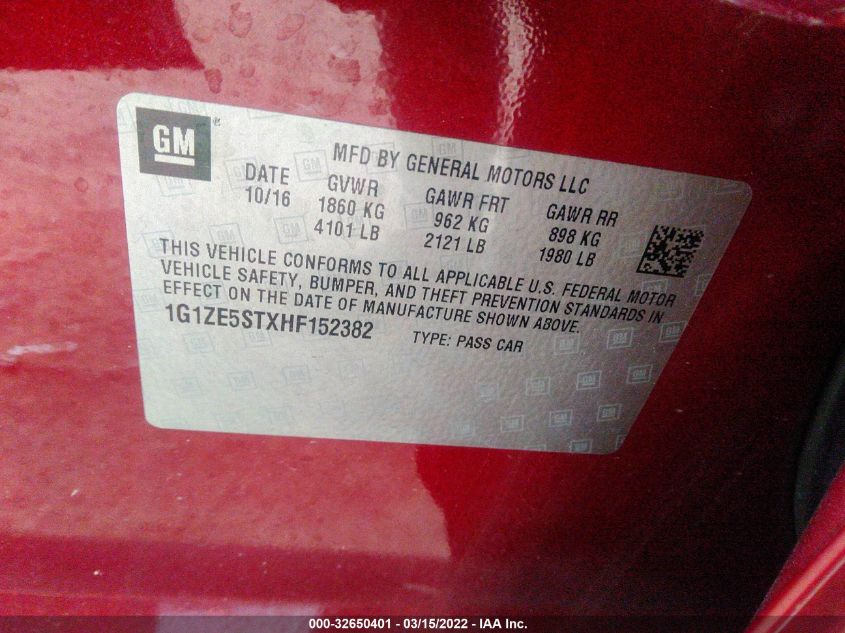 GM
MFD BY GENERAL MOTORS LLC
DATE GVWR GAWR FRT GAWR RR
10/16 1860 KG 962 KG 898 KG
4101 LB 2121 LB 1980 LB
THIS VEHICLE CONFORMS TO ALL APPLICABLE U.S. FEDERAL MOTOR
VEHICLE SAFETY, BUMPER, AND THEFT PREVENTION STANDARDS IN
EFFECT ON THE DATE OF MANUFACTURE SHOWN ABOVE.
1G1ZE5STXHF152382 TYPE: PASS CAR
000-32650401 - 03/15/2022 - IAA Inc.